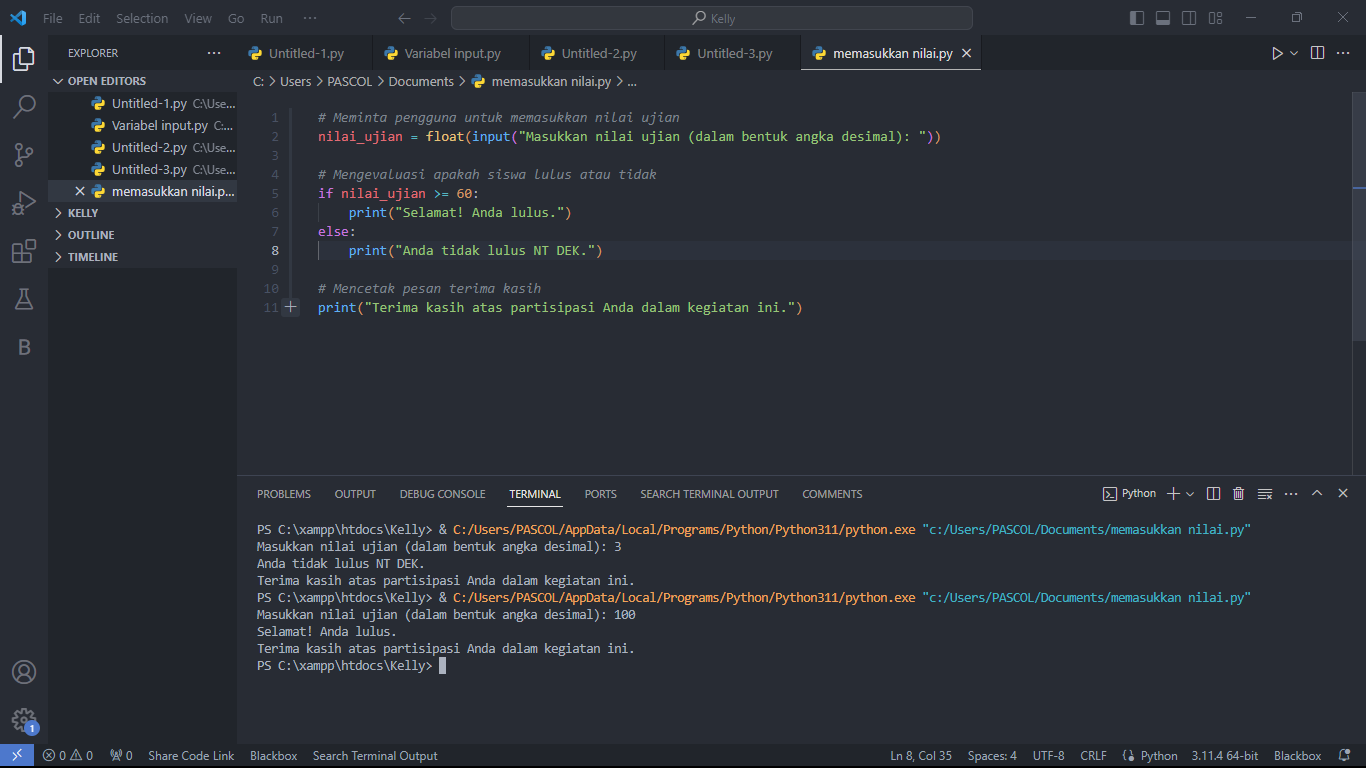 File Edit Selection View Go Run ··· Kelly
EXPLORER ···
Untitled-1.py Variabel input.py Untitled-2.py Untitled-3.py memasukkan nilai.py
OPEN EDITORS
Untitled-1.py C:\Use...
Variabel input.py C:...
Untitled-2.py C:\Use...
Untitled-3.py C:\Use...
memasukkan nilai.p...
KELLY
OUTLINE
TIMELINE
B
C: > Users > PASCOL > Documents > memasukkan nilai.py > ...
1 # Meminta pengguna untuk memasukkan nilai ujian
2 nilai_ujian = float(input("Masukkan nilai ujian (dalam bentuk angka desimal): "))
3
4 # Mengevaluasi apakah siswa lulus atau tidak
5 if nilai_ujian >= 60:
6 print("Selamat! Anda lulus.")
7 else:
8 print("Anda tidak lulus NT DEK.")
9
10 # Mencetak pesan terima kasih
11 print("Terima kasih atas partisipasi Anda dalam kegiatan ini.")
PROBLEMS OUTPUT DEBUG CONSOLE TERMINAL PORTS SEARCH TERMINAL OUTPUT COMMENTS Python
PS C:\xampp\htdocs\Kelly> & C:/Users/PASCOL/AppData/Local/Programs/Python/Python311/python.exe "c:/Users/PASCOL/Documents/memasukkan nilai.py"
Masukkan nilai ujian (dalam bentuk angka desimal): 3
Anda tidak lulus NT DEK.
Terima kasih atas partisipasi Anda dalam kegiatan ini.
PS C:\xampp\htdocs\Kelly> & C:/Users/PASCOL/AppData/Local/Programs/Python/Python311/python.exe "c:/Users/PASCOL/Documents/memasukkan nilai.py"
Masukkan nilai ujian (dalam bentuk angka desimal): 100
Selamat! Anda lulus.
Terima kasih atas partisipasi Anda dalam kegiatan ini.
PS C:\xampp\htdocs\Kelly>
1
0 0 0 Share Code Link Blackbox Search Terminal Output Ln 8, Col 35 Spaces: 4 UTF-8 CRLF Python 3.11.4 64-bit Blackbox